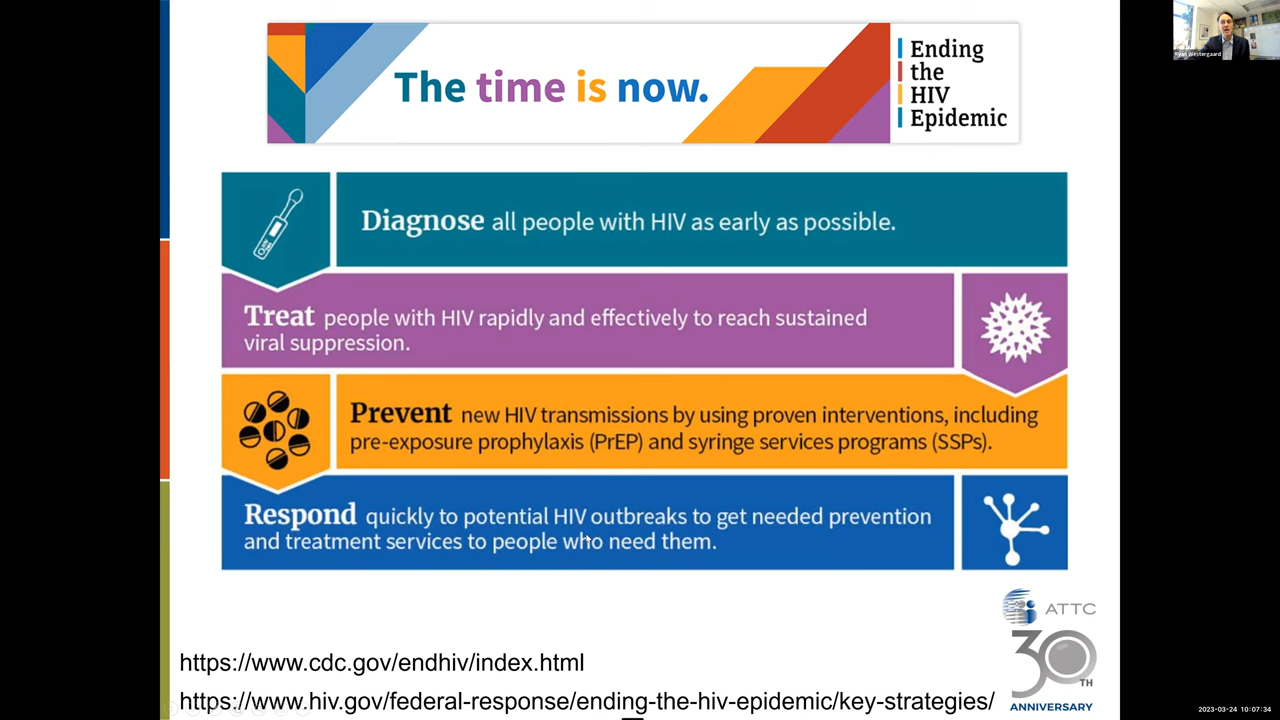 The time is now.
Ending
the
HIV
Epidemic
Ryan Westergaard
Diagnose all people with HIV as early as possible.
Treat people with HIV rapidly and effectively to reach sustained
viral suppression.
Prevent new HIV transmissions by using proven interventions, including
pre-exposure prophylaxis (PrEP) and syringe services programs (SSPs).
Respond quickly to potential HIV outbreaks to get needed prevention
and treatment services to people who need them.
ATTC
30TH
ANNIVERSARY
https://www.cdc.gov/endhiv/index.html
https://www.hiv.gov/federal-response/ending-the-hiv-epidemic/key-strategies/
2023-03-24 10:07:34